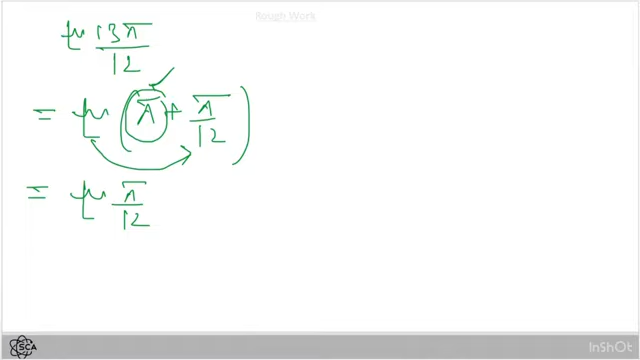 Rough Work
tan 13π/12
= tan (π + π/12)
= tan π/12
SCA
InShOt